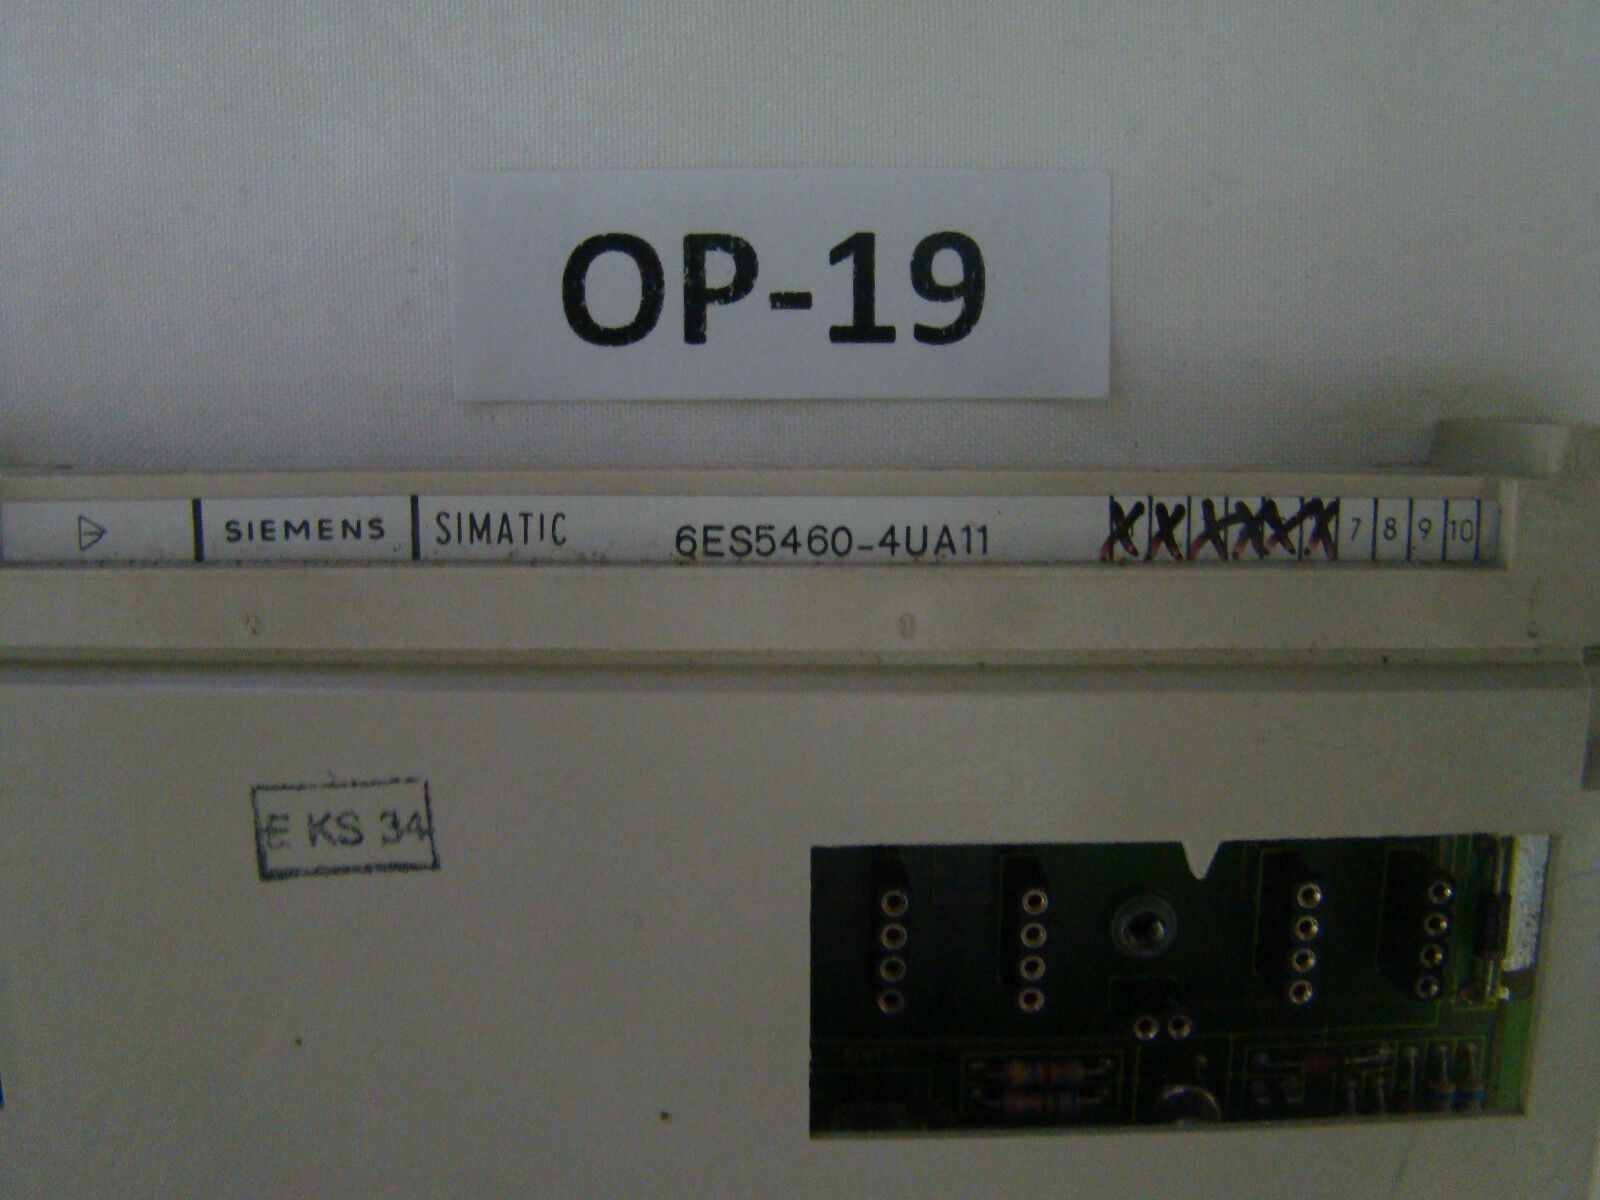 OP-19
SIEMENS SIMATIC 6ES5460-4UA11 7 8 9 10
E KS 34